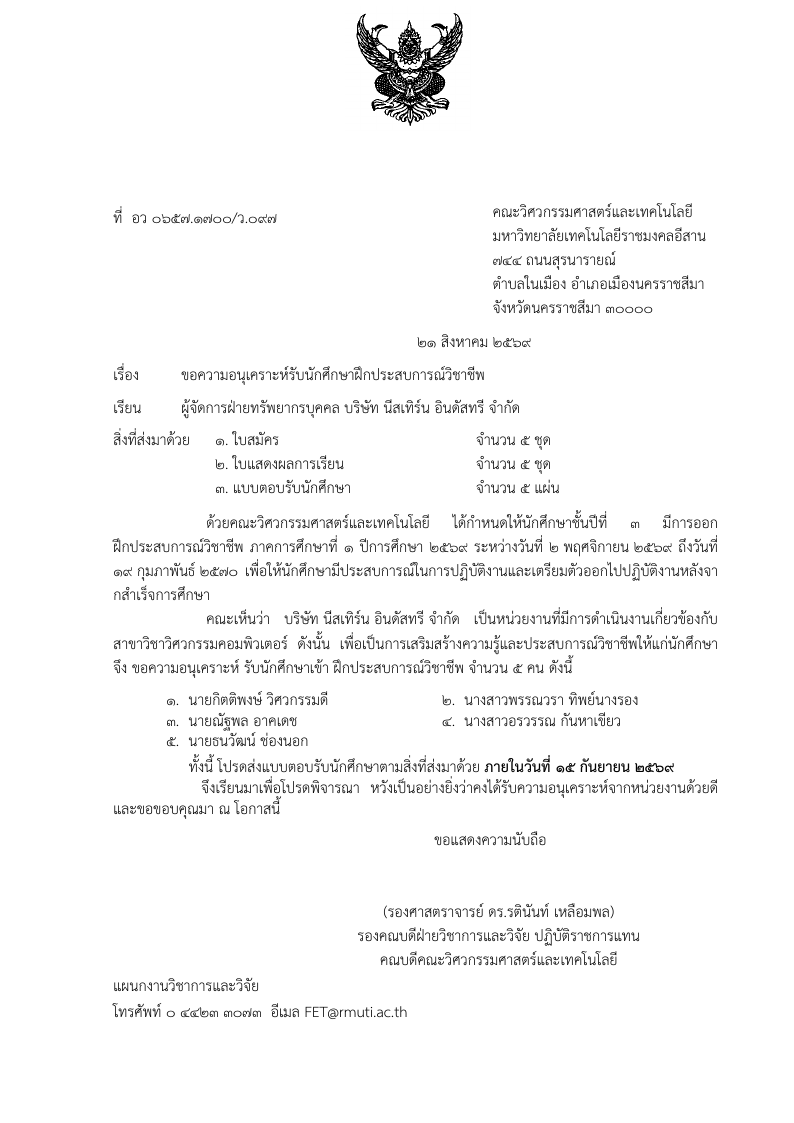 ที่ อว ๐๖๕๗.๑๗๐๐/ว.๐๙๗
คณะวิศวกรรมศาสตร์และเทคโนโลยี
มหาวิทยาลัยเทคโนโลยีราชมงคลอีสาน
๗๔๔ ถนนสุรนารายณ์
ตำบลในเมือง อำเภอเมืองนครราชสีมา
จังหวัดนครราชสีมา ๓๐๐๐๐
๒๑ สิงหาคม ๒๕๖๙
เรื่อง ขอความอนุเคราะห์รับนักศึกษาฝึกประสบการณ์วิชาชีพ
เรียน ผู้จัดการฝ่ายทรัพยากรบุคคล บริษัท นีสเทิร์น อินดัสทรี จำกัด
สิ่งที่ส่งมาด้วย ๑. ใบสมัคร จำนวน ๕ ชุด
๒. ใบแสดงผลการเรียน จำนวน ๕ ชุด
๓. แบบตอบรับนักศึกษา จำนวน ๕ แผ่น
ด้วยคณะวิศวกรรมศาสตร์และเทคโนโลยี ได้กำหนดให้นักศึกษาชั้นปีที่ ๓ มีการออก
ฝึกประสบการณ์วิชาชีพ ภาคการศึกษาที่ ๑ ปีการศึกษา ๒๕๖๙ ระหว่างวันที่ ๒ พฤศจิกายน ๒๕๖๙ ถึงวันที่
๑๙ กุมภาพันธ์ ๒๕๗๐ เพื่อให้นักศึกษามีประสบการณ์ในการปฏิบัติงานและเตรียมตัวออกไปปฏิบัติงานหลังจา
กสำเร็จการศึกษา
คณะเห็นว่า บริษัท นีสเทิร์น อินดัสทรี จำกัด เป็นหน่วยงานที่มีการดำเนินงานเกี่ยวข้องกับ
สาขาวิชาวิศวกรรมคอมพิวเตอร์ ดังนั้น เพื่อเป็นการเสริมสร้างความรู้และประสบการณ์วิชาชีพให้แก่นักศึกษา
จึง ขอความอนุเคราะห์ รับนักศึกษาเข้า ฝึกประสบการณ์วิชาชีพ จำนวน ๕ คน ดังนี้
๑. นายกิตติพงษ์ วิศวกรรมดี ๒. นางสาวพรรณวรา ทิพย์นางรอง
๓. นายณัฐพล อาคเดช ๔. นางสาวอรวรรณ กันหาเขียว
๕. นายธนวัฒน์ ช่องนอก
ทั้งนี้ โปรดส่งแบบตอบรับนักศึกษาตามสิ่งที่ส่งมาด้วย ภายในวันที่ ๑๕ กันยายน ๒๕๖๙
จึงเรียนมาเพื่อโปรดพิจารณา หวังเป็นอย่างยิ่งว่าคงได้รับความอนุเคราะห์จากหน่วยงานด้วยดี
และขอขอบคุณมา ณ โอกาสนี้
ขอแสดงความนับถือ
(รองศาสตราจารย์ ดร.รตินันท์ เหลือมพล)
รองคณบดีฝ่ายวิชาการและวิจัย ปฏิบัติราชการแทน
คณบดีคณะวิศวกรรมศาสตร์และเทคโนโลยี
แผนกงานวิชาการและวิจัย
โทรศัพท์ ๐ ๔๔๒๓ ๓๐๗๓ อีเมล FET@rmuti.ac.th